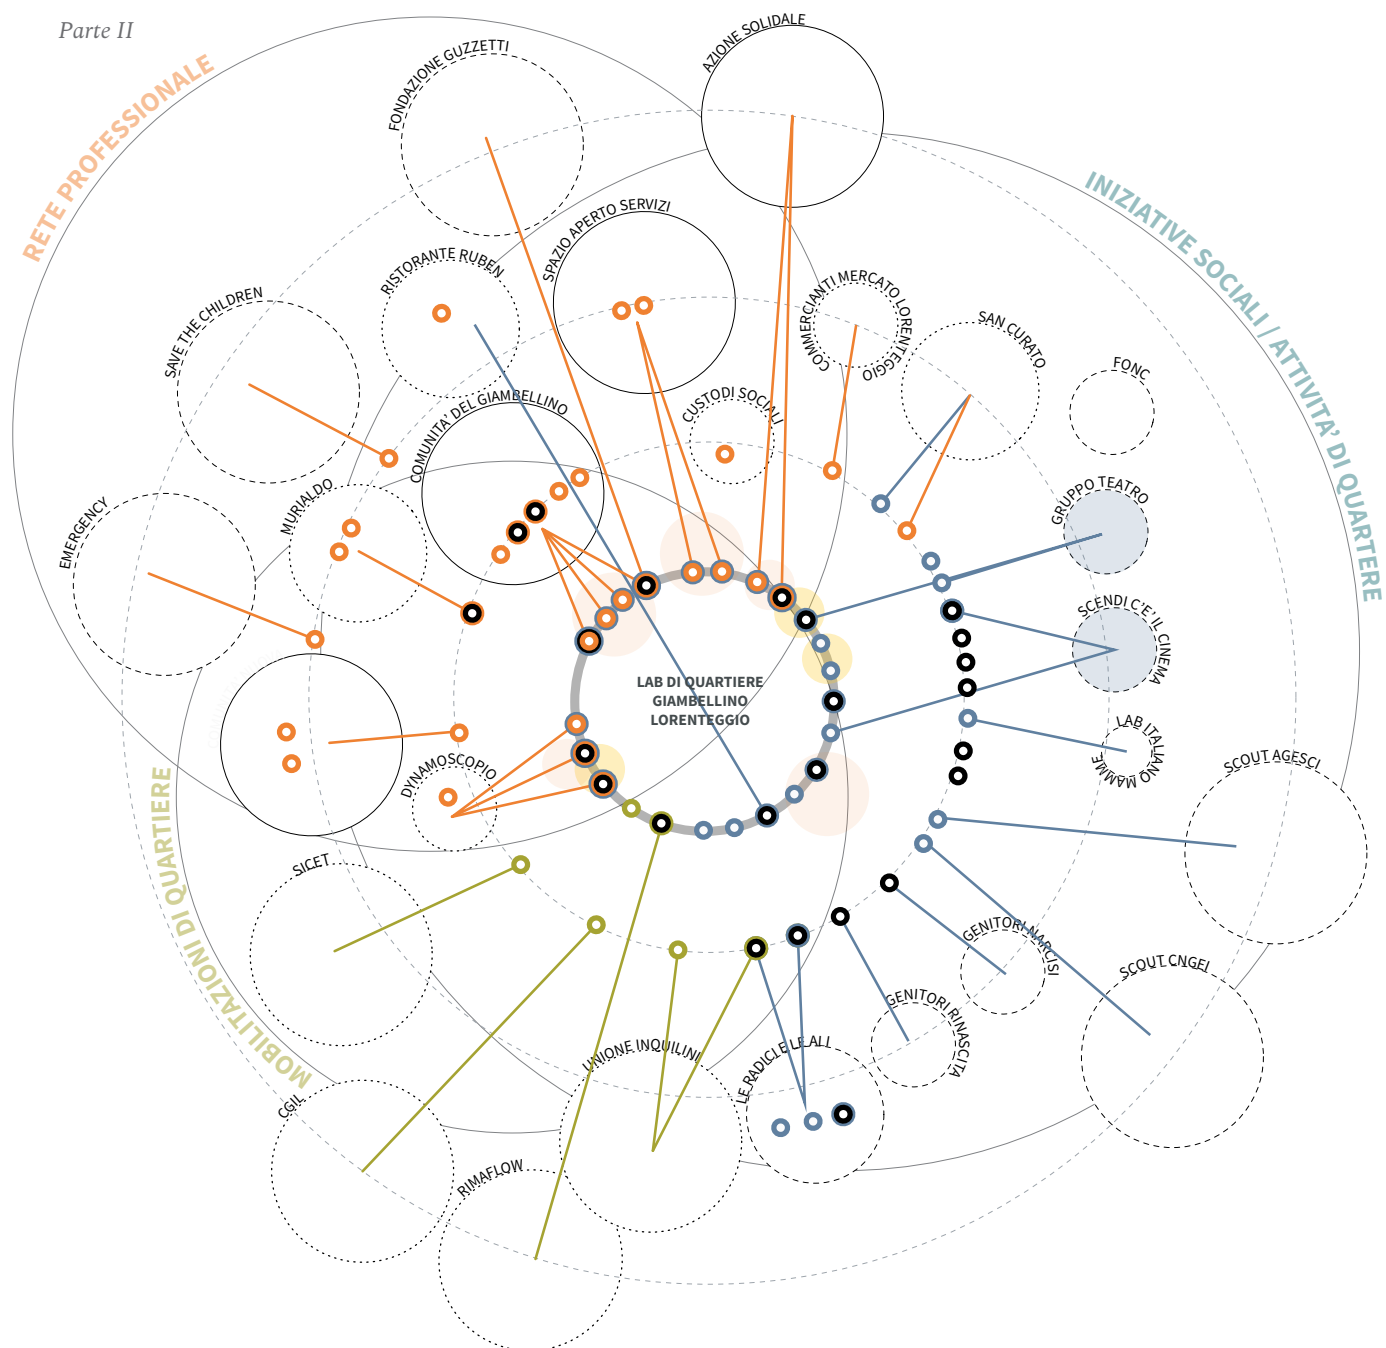 Parte II
RETE PROFESSIONALE
FONDAZIONE GUZZETTI
AZIONE SOLIDALE
INIZIATIVE SOCIALI / ATTIVITA' DI QUARTIERE
RISTORANTE RUBEN
SPAZIO APERTO SERVIZI
COMMERCIANTI MERCATO LORENTEGGIO
SAN CURATO
FONC
SAVE THE CHILDREN
COMUNITA' DEL GIAMBELLINO
CUSTODI SOCIALI
EMERGENCY
MURIALDO
GRUPPO TEATRO
SCENDI C'E' IL CINEMA
LAB DI QUARTIERE
GIAMBELLINO
LORENTEGGIO
LAB ITALIANO MAMME
DYNAMOSCOPIO
SCOUT AGESCI
MOBILITAZIONI DI QUARTIERE
SICET
GENITORI NARCISI
SCOUT CNGEI
GENITORI RINASCITA
UNIONE INQUILINI
LE RADICI E LE ALI
CGIL
RIMAFLOW